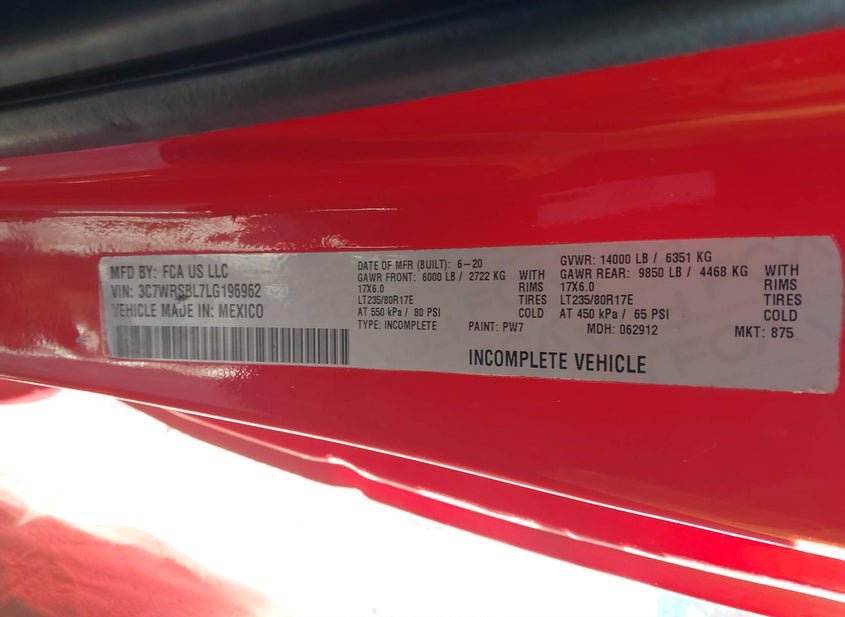 MFD BY: FCA US LLC
VIN: 3C7WRSBL7LG196962
VEHICLE MADE IN: MEXICO
DATE OF MFR (BUILT): 6-20
GAWR FRONT: 6000 LB / 2722 KG WITH
17X6.0 RIMS
LT235/80R17E TIRES
AT 550 kPa / 80 PSI COLD
TYPE: INCOMPLETE PAINT: PW7
GVWR: 14000 LB / 6351 KG
GAWR REAR: 9850 LB / 4468 KG WITH
17X6.0 RIMS
LT235/80R17E TIRES
AT 450 kPa / 65 PSI COLD
MDH: 062912 MKT: 875
INCOMPLETE VEHICLE